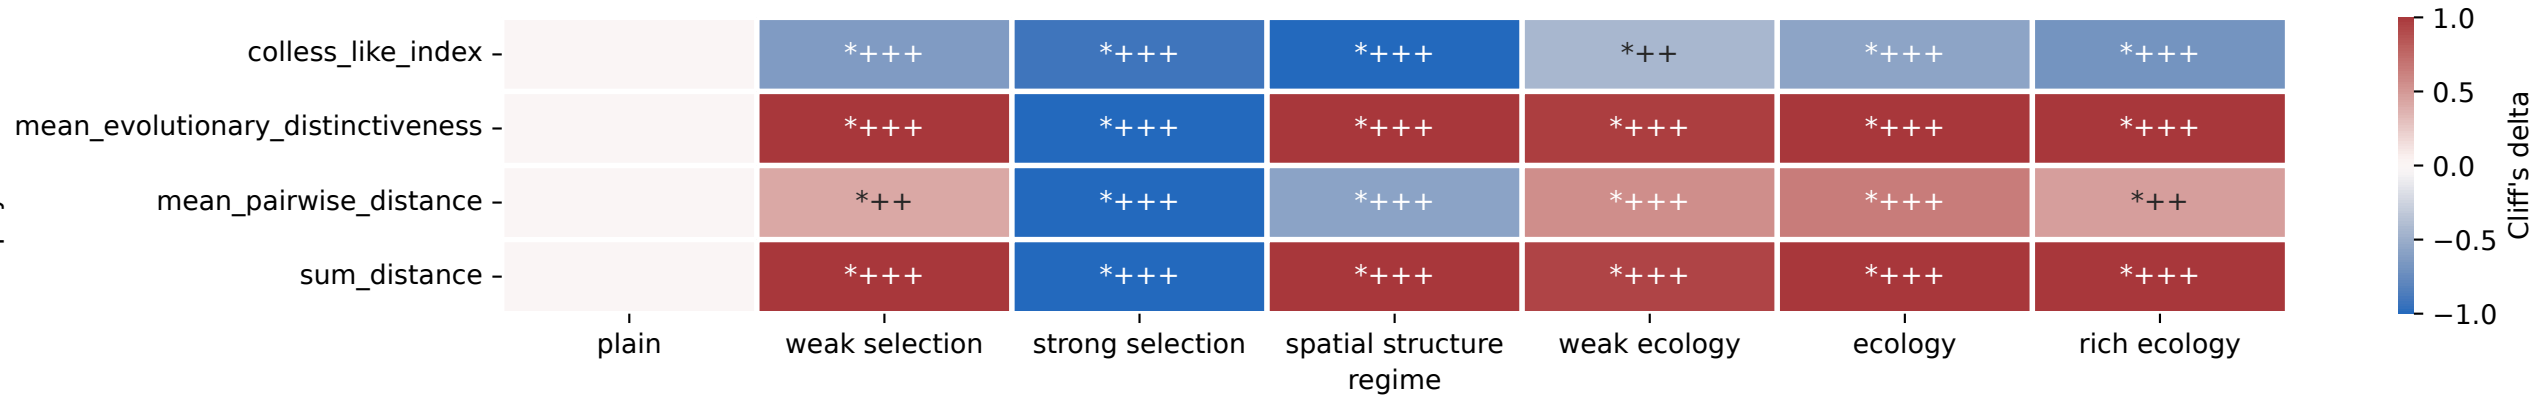 colless_like_index *+++ *+++ *+++ *++ *+++ *+++
mean_evolutionary_distinctiveness *+++ *+++ *+++ *+++ *+++ *+++
mean_pairwise_distance *++ *+++ *+++ *+++ *+++ *++
sum_distance *+++ *+++ *+++ *+++ *+++ *+++
plain weak selection strong selection spatial structure weak ecology ecology rich ecology
regime
1.0
0.5
0.0
−0.5
−1.0
Cliff's delta